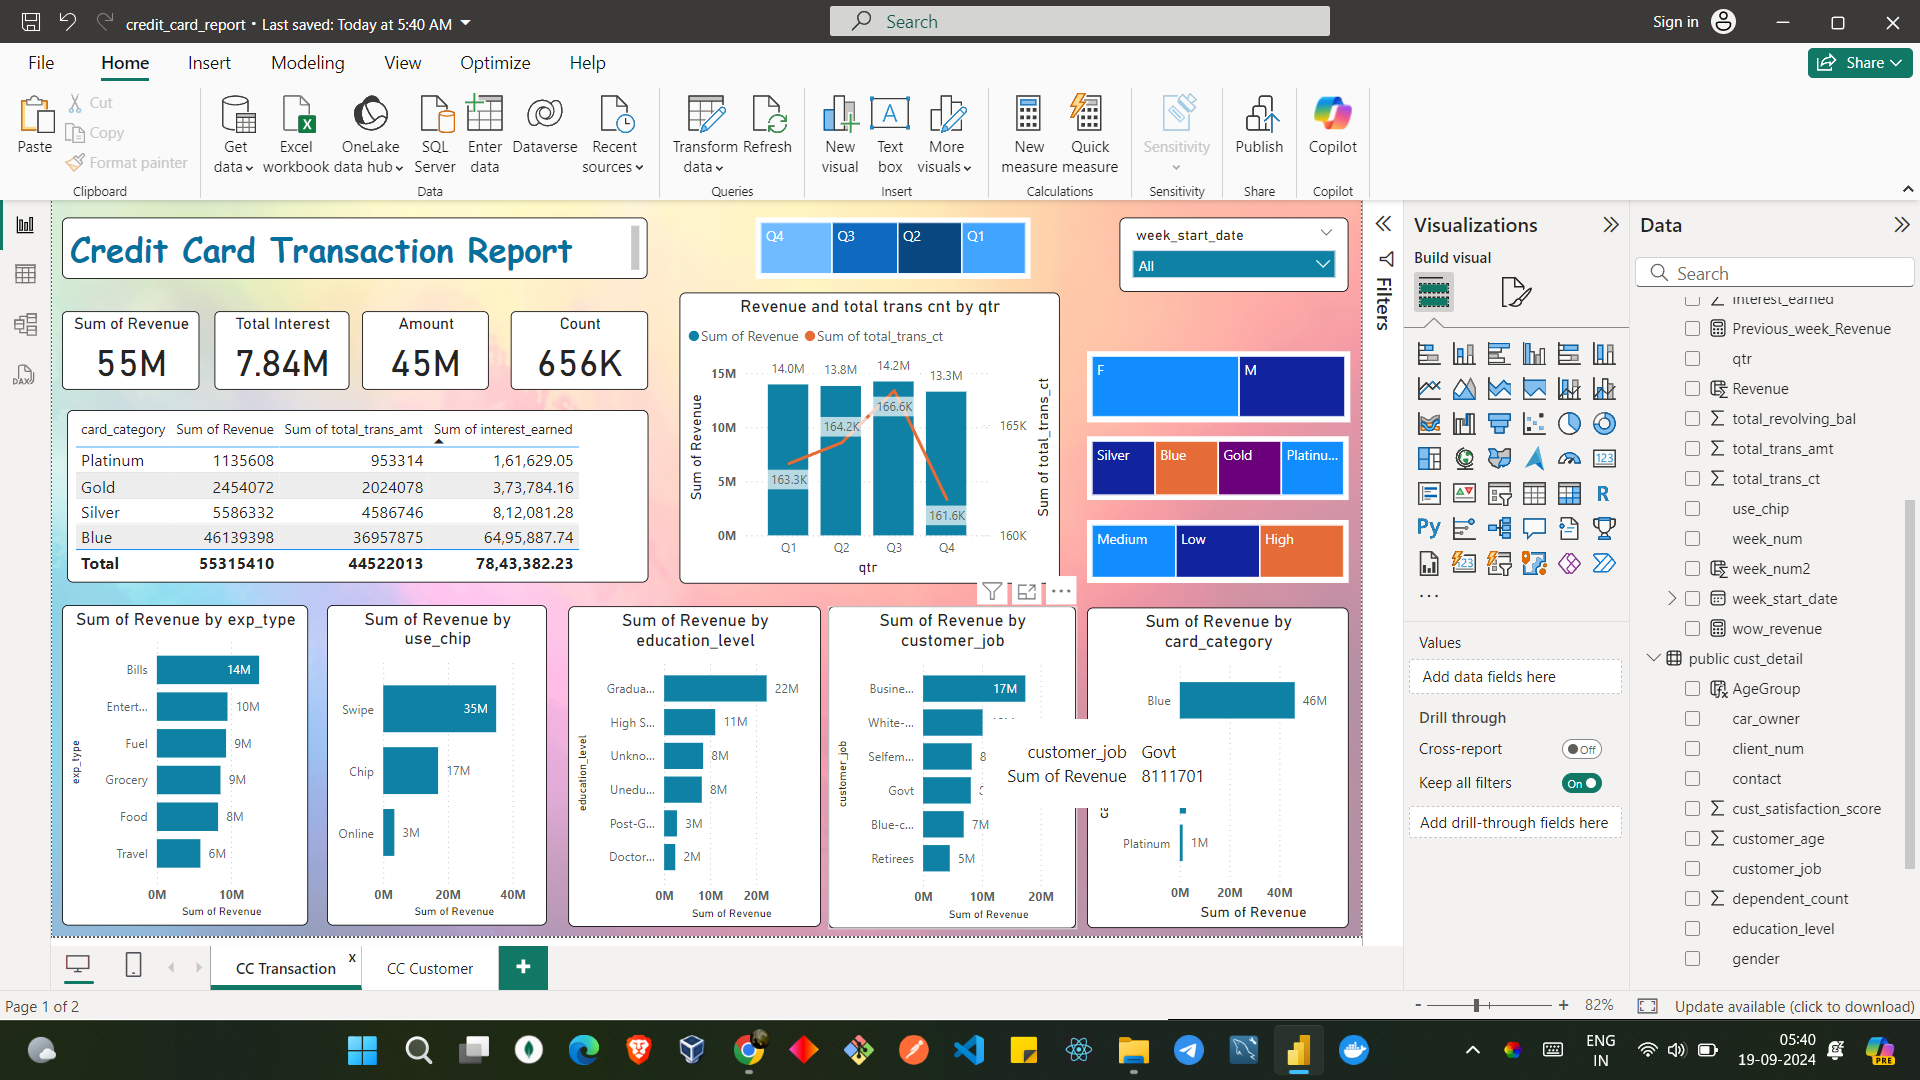 credit_card_report • Last saved: Today at 5:40 AM
Search
Sign in
File Home Insert Modeling View Optimize Help
Share
Paste
Cut
Copy
Format painter
Get data
Excel workbook
OneLake data hub
SQL Server
Enter data
Dataverse
Recent sources
Transform data
Refresh
New visual
Text box
More visuals
New measure
Quick measure
Sensitivity
Publish
Copilot
Clipboard
Data
Queries
Insert
Calculations
Sensitivity
Share
Copilot
Credit Card Transaction Report
Q4 Q3 Q2 Q1
week_start_date
All
Sum of Revenue
55M
Total Interest
7.84M
Amount
45M
Count
656K
card_category Sum of Revenue Sum of total_trans_amt Sum of interest_earned
Platinum 1135608 953314 1,61,629.05
Gold 2454072 2024078 3,73,784.16
Silver 5586332 4586746 8,12,081.28
Blue 46139398 36957875 64,95,887.74
Total 55315410 44522013 78,43,382.23
Revenue and total trans cnt by qtr
Sum of Revenue Sum of total_trans_ct
15M
10M
5M
0M
Sum of Revenue
14.0M 13.8M 14.2M 13.3M
163.3K 164.2K 166.6K 161.6K
165K
160K
Sum of total_trans_ct
Q1 Q2 Q3 Q4
qtr
F M
Silver Blue Gold Platinu...
Medium Low High
Sum of Revenue by exp_type
exp_type
Bills 14M
Entert... 10M
Fuel 9M
Grocery 9M
Food 8M
Travel 6M
0M 10M
Sum of Revenue
Sum of Revenue by
use_chip
Swipe 35M
Chip 17M
Online 3M
0M 20M 40M
Sum of Revenue
Sum of Revenue by
education_level
education_level
Gradua... 22M
High S... 11M
Unkno... 8M
Unedu... 8M
Post-G... 3M
Doctor... 2M
0M 10M 20M
Sum of Revenue
Sum of Revenue by
customer_job
customer_job
Busine... 17M
White-...
Selfem... 8
Govt
Blue-c... 7M
Retirees 5M
0M 10M 20M
Sum of Revenue
customer_job Govt
Sum of Revenue 8111701
Sum of Revenue by
card_category
Blue 46M
Platinum 1M
0M 20M 40M
Sum of Revenue
Filters
Visualizations
Build visual
123
R
Py
123
...
Values
Add data fields here
Drill through
Cross-report Off
Keep all filters On
Add drill-through fields here
Data
Search
interest_earned
Previous_week_Revenue
qtr
Revenue
total_revolving_bal
total_trans_amt
total_trans_ct
use_chip
week_num
week_num2
week_start_date
wow_revenue
public cust_detail
AgeGroup
car_owner
client_num
contact
cust_satisfaction_score
customer_age
customer_job
dependent_count
education_level
gender
CC Transaction x
CC Customer
+
Page 1 of 2
- + 82%
Update available (click to download)
ENG
IN
05:40
19-09-2024
PRE